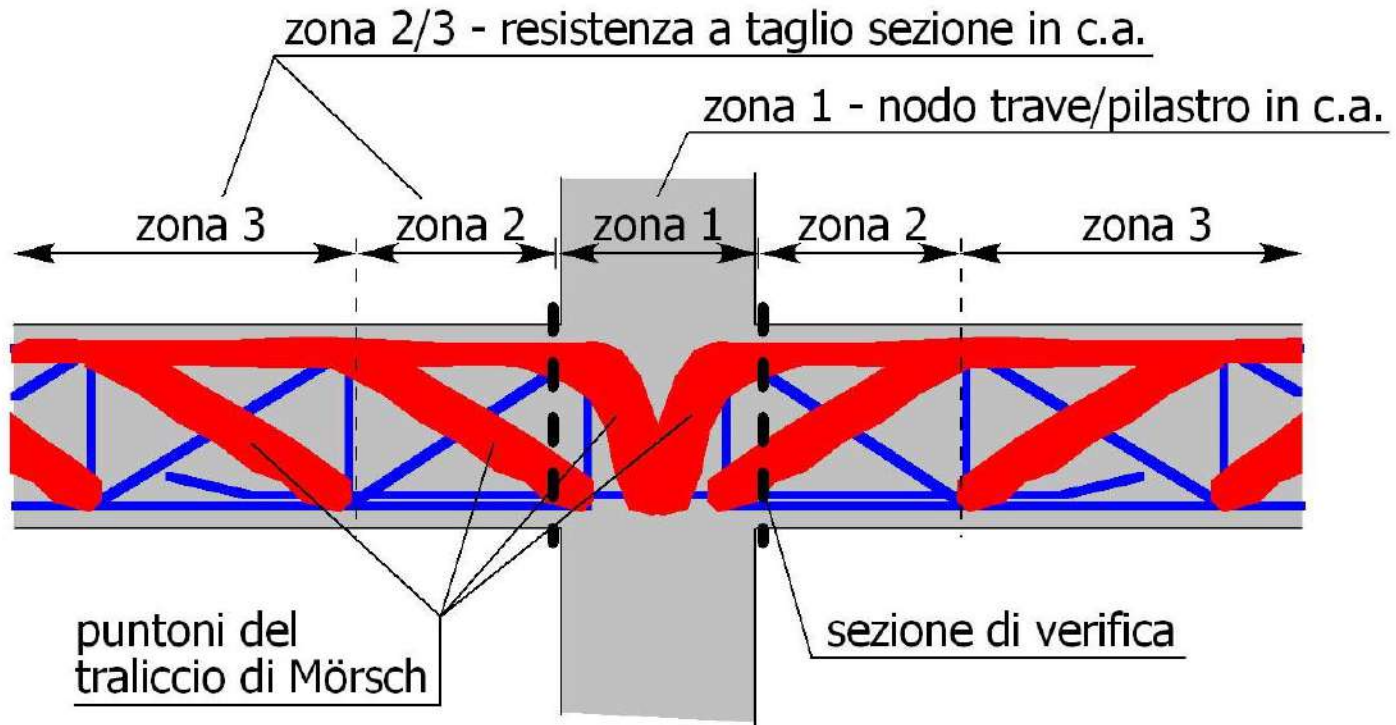 zona 2/3 - resistenza a taglio sezione in c.a.
zona 1 - nodo trave/pilastro in c.a.
zona 3
zona 2
zona 1
zona 2
zona 3
puntoni del
traliccio di Mörsch
sezione di verifica